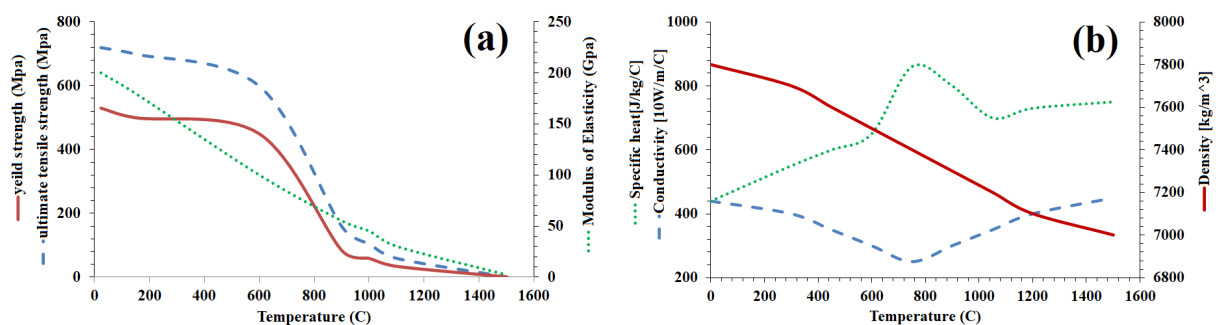 (a)
yeild strength (Mpa)
ultimate tensile strength (Mpa)
800
600
400
200
0
250
200
150
100
50
0
Modulus of Elasticity (Gpa)
0 200 400 600 800 1000 1200 1400 1600
Temperature (C)
(b)
Specific heat[J/kg/C]
Conductivity [10W/m/C]
1000
800
600
400
200
8000
7800
7600
7400
7200
7000
6800
Density [kg/m^3]
0 200 400 600 800 1000 1200 1400 1600
Temperature (C)